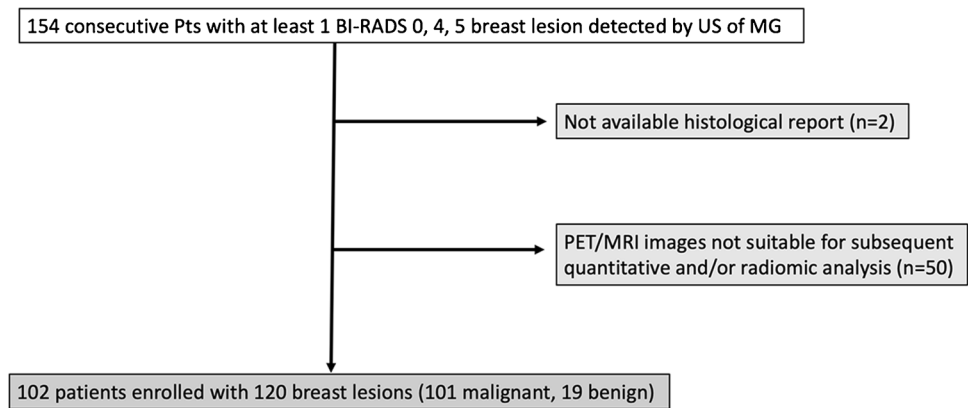 154 consecutive Pts with at least 1 BI-RADS 0, 4, 5 breast lesion detected by US of MG
Not available histological report (n=2)
PET/MRI images not suitable for subsequent
quantitative and/or radiomic analysis (n=50)
102 patients enrolled with 120 breast lesions (101 malignant, 19 benign)